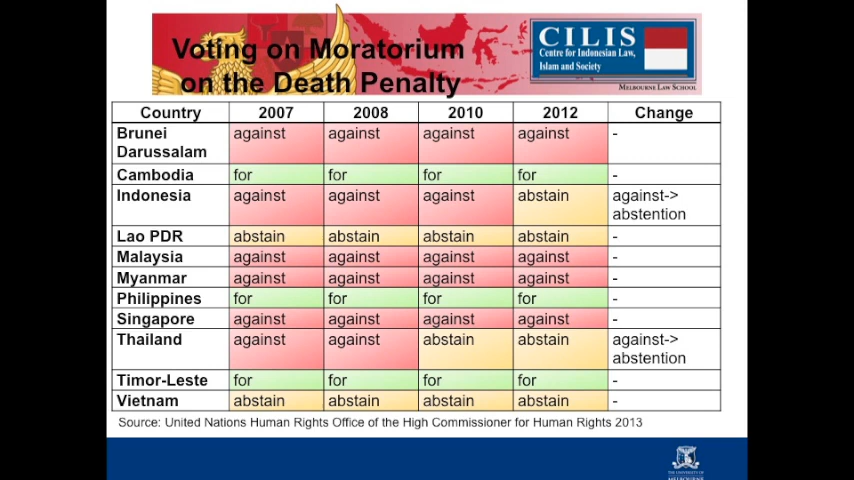 Voting on Moratorium
on the Death Penalty
CILIS
Centre for Indonesian Law,
Islam and Society
MELBOURNE LAW SCHOOL
Country 2007 2008 2010 2012 Change
Brunei Darussalam against against against against -
Cambodia for for for for -
Indonesia against against against abstain against-> abstention
Lao PDR abstain abstain abstain abstain -
Malaysia against against against against -
Myanmar against against against against -
Philippines for for for for -
Singapore against against against against -
Thailand against against abstain abstain against-> abstention
Timor-Leste for for for for -
Vietnam abstain abstain abstain abstain -
Source: United Nations Human Rights Office of the High Commissioner for Human Rights 2013
THE UNIVERSITY OF
MELBOURNE